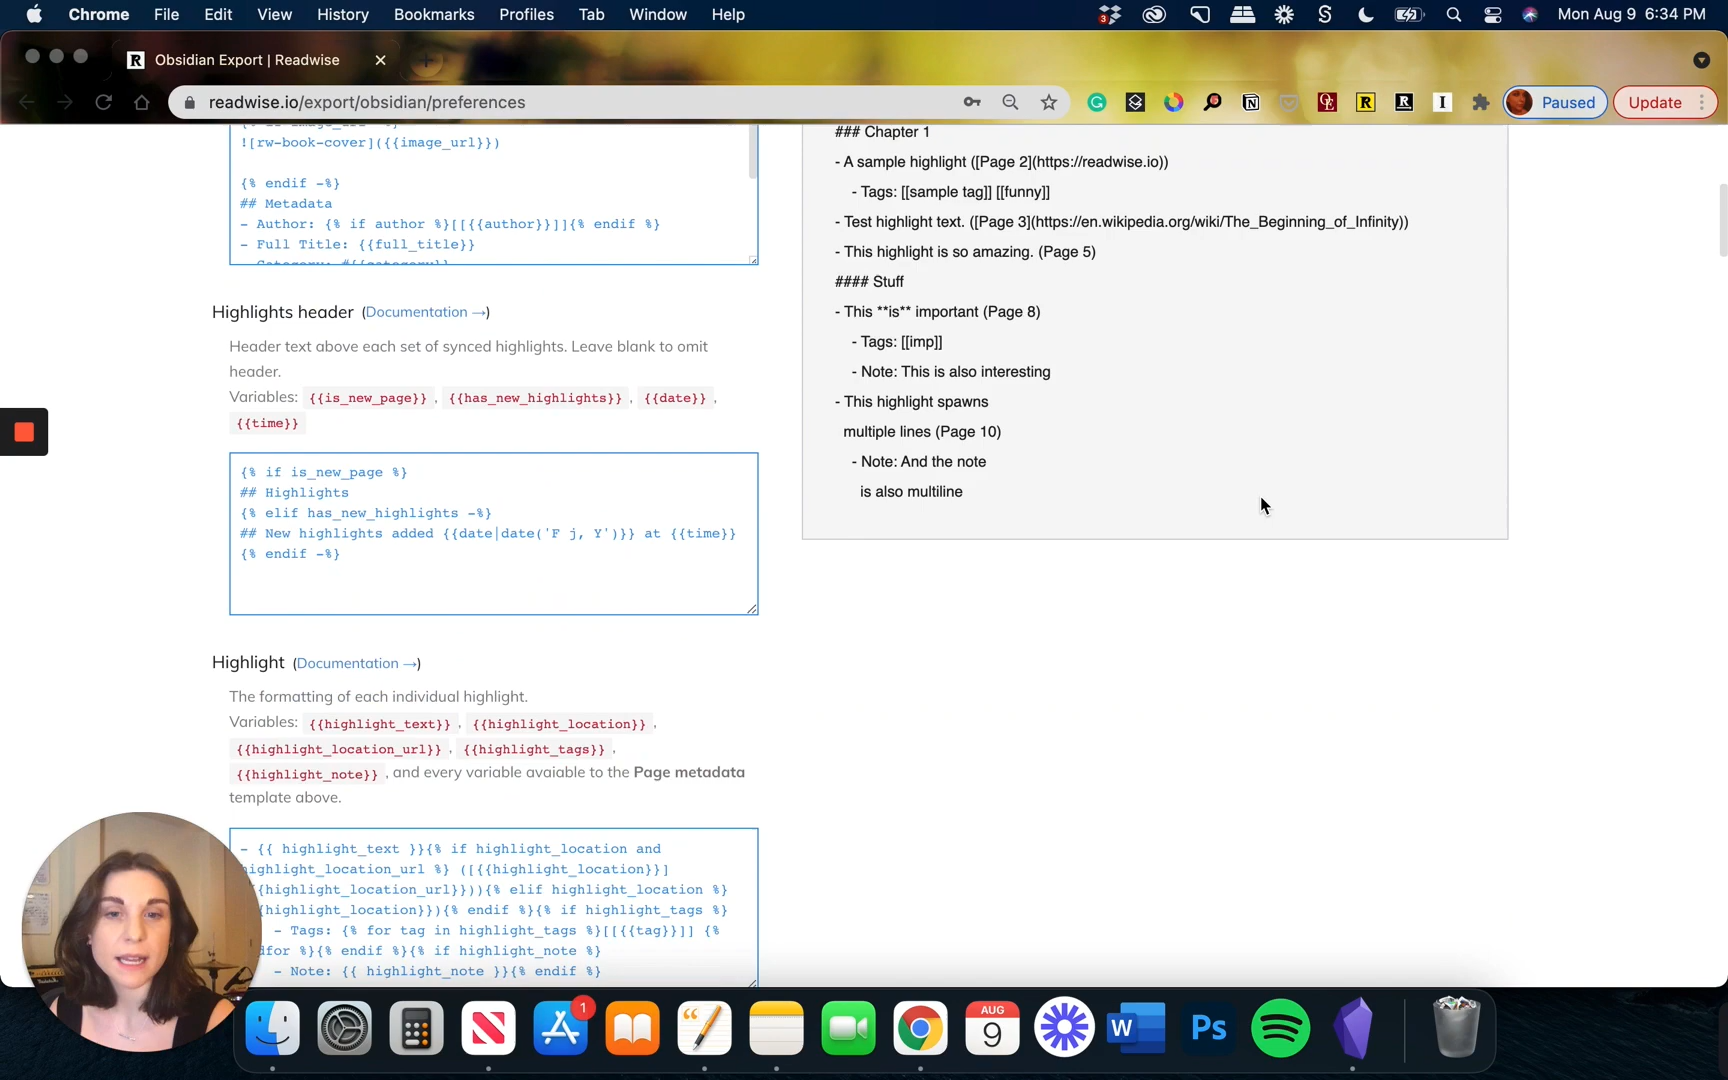 Chrome File Edit View History Bookmarks Profiles Tab Window Help
3
S
Mon Aug 9 6:34 PM
R Obsidian Export | Readwise
readwise.io/export/obsidian/preferences
R
R
I
Paused
Update
![rw-book-cover]({{image_url}})
{% endif -%}
## Metadata
- Author: {% if author %}[[{{author}}]]{% endif %}
- Full Title: {{full_title}}
Highlights header (Documentation →)
Header text above each set of synced highlights. Leave blank to omit
header.
Variables: {{is_new_page}} , {{has_new_highlights}} , {{date}} ,
{{time}}
{% if is_new_page %}
## Highlights
{% elif has_new_highlights -%}
## New highlights added {{date|date('F j, Y')}} at {{time}}
{% endif -%}
Highlight (Documentation →)
The formatting of each individual highlight.
Variables: {{highlight_text}} , {{highlight_location}} ,
{{highlight_location_url}} , {{highlight_tags}} ,
{{highlight_note}} , and every variable avaiable to the Page metadata
template above.
- {{ highlight_text }}{% if highlight_location and
highlight_location_url %} ([{{highlight_location}}]
{highlight_location_url}})){% elif highlight_location %}
{highlight_location}}){% endif %}{% if highlight_tags %}
- Tags: {% for tag in highlight_tags %}[[{{tag}}]] {%
dfor %}{% endif %}{% if highlight_note %}
- Note: {{ highlight_note }}{% endif %}
### Chapter 1
- A sample highlight ([Page 2](https://readwise.io))
- Tags: [[sample tag]] [[funny]]
- Test highlight text. ([Page 3](https://en.wikipedia.org/wiki/The_Beginning_of_Infinity))
- This highlight is so amazing. (Page 5)
#### Stuff
- This **is** important (Page 8)
- Tags: [[imp]]
- Note: This is also interesting
- This highlight spawns
multiple lines (Page 10)
- Note: And the note
is also multiline
1
AUG
9
W
Ps